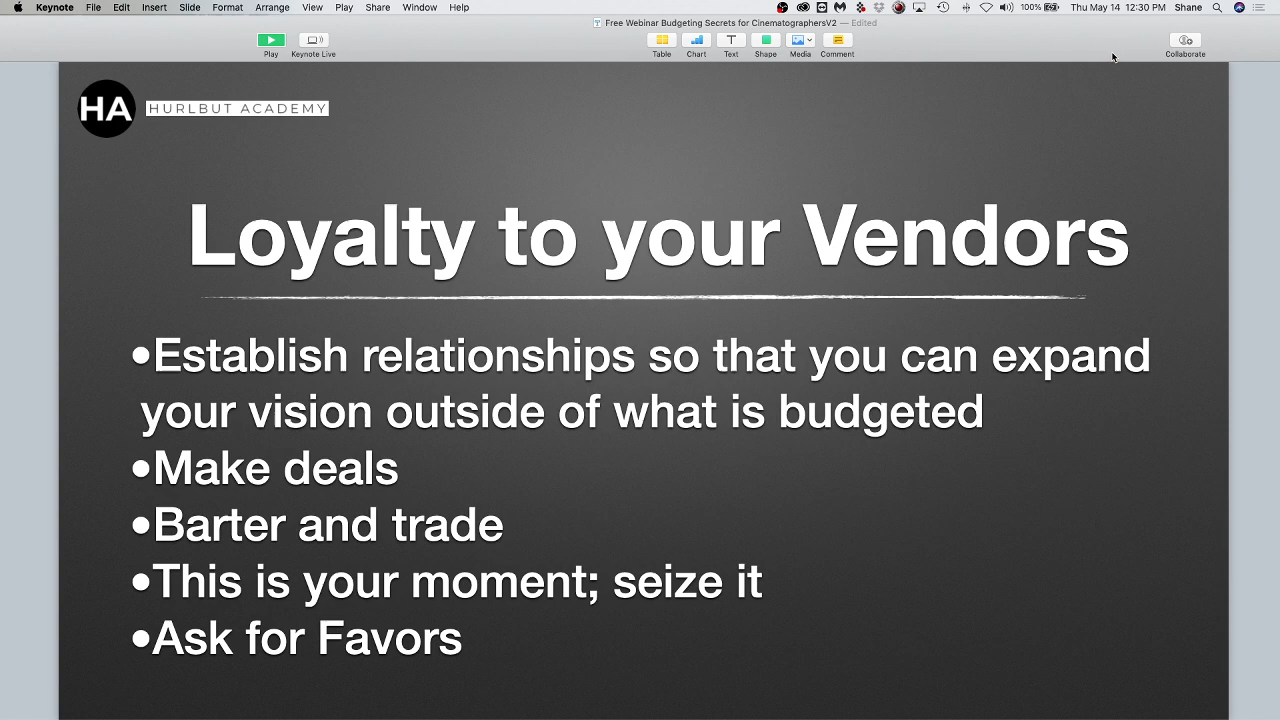 Keynote File Edit Insert Slide Format Arrange View Play Share Window Help 100% Thu May 14 12:30 PM Shane
Free Webinar Budgeting Secrets for CinematographersV2 — Edited
Play Keynote Live Table Chart Text Shape Media Comment Collaborate
HA HURLBUT ACADEMY
Loyalty to your Vendors
•Establish relationships so that you can expand
your vision outside of what is budgeted
•Make deals
•Barter and trade
•This is your moment; seize it
•Ask for Favors